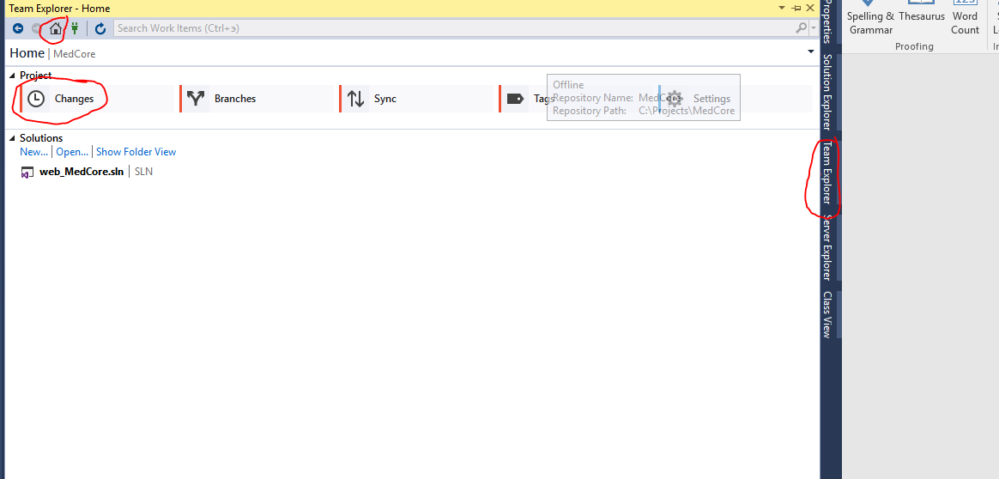 Team Explorer - Home
Search Work Items (Ctrl+э)
Home | MedCore
Project
Changes
Branches
Sync
Tags
Settings
Offline
Repository Name: MedCore
Repository Path: C:\Projects\MedCore
Solutions
New... | Open... | Show Folder View
web_MedCore.sln | SLN
Properties
Solution Explorer
Team Explorer
Server Explorer
Class View
Spelling & Grammar
Thesaurus
Word Count
Proofing